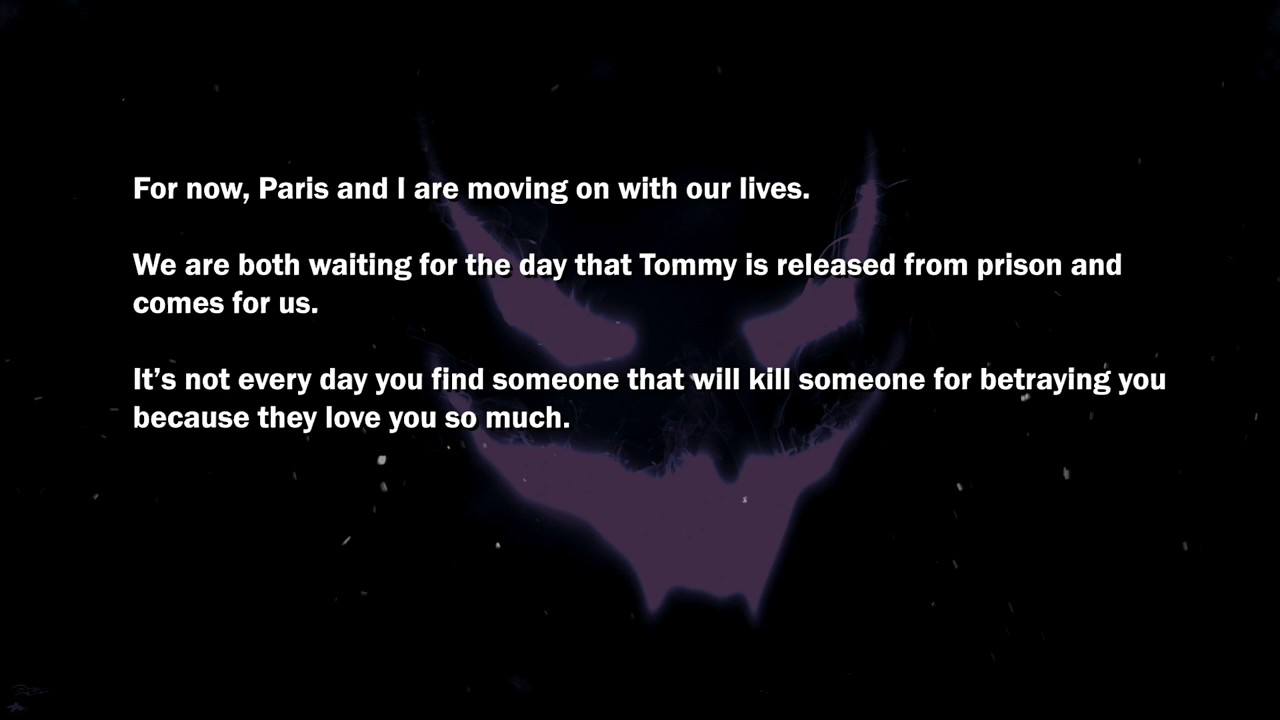 For now, Paris and I are moving on with our lives.
We are both waiting for the day that Tommy is released from prison and
comes for us.
It’s not every day you find someone that will kill someone for betraying you
because they love you so much.